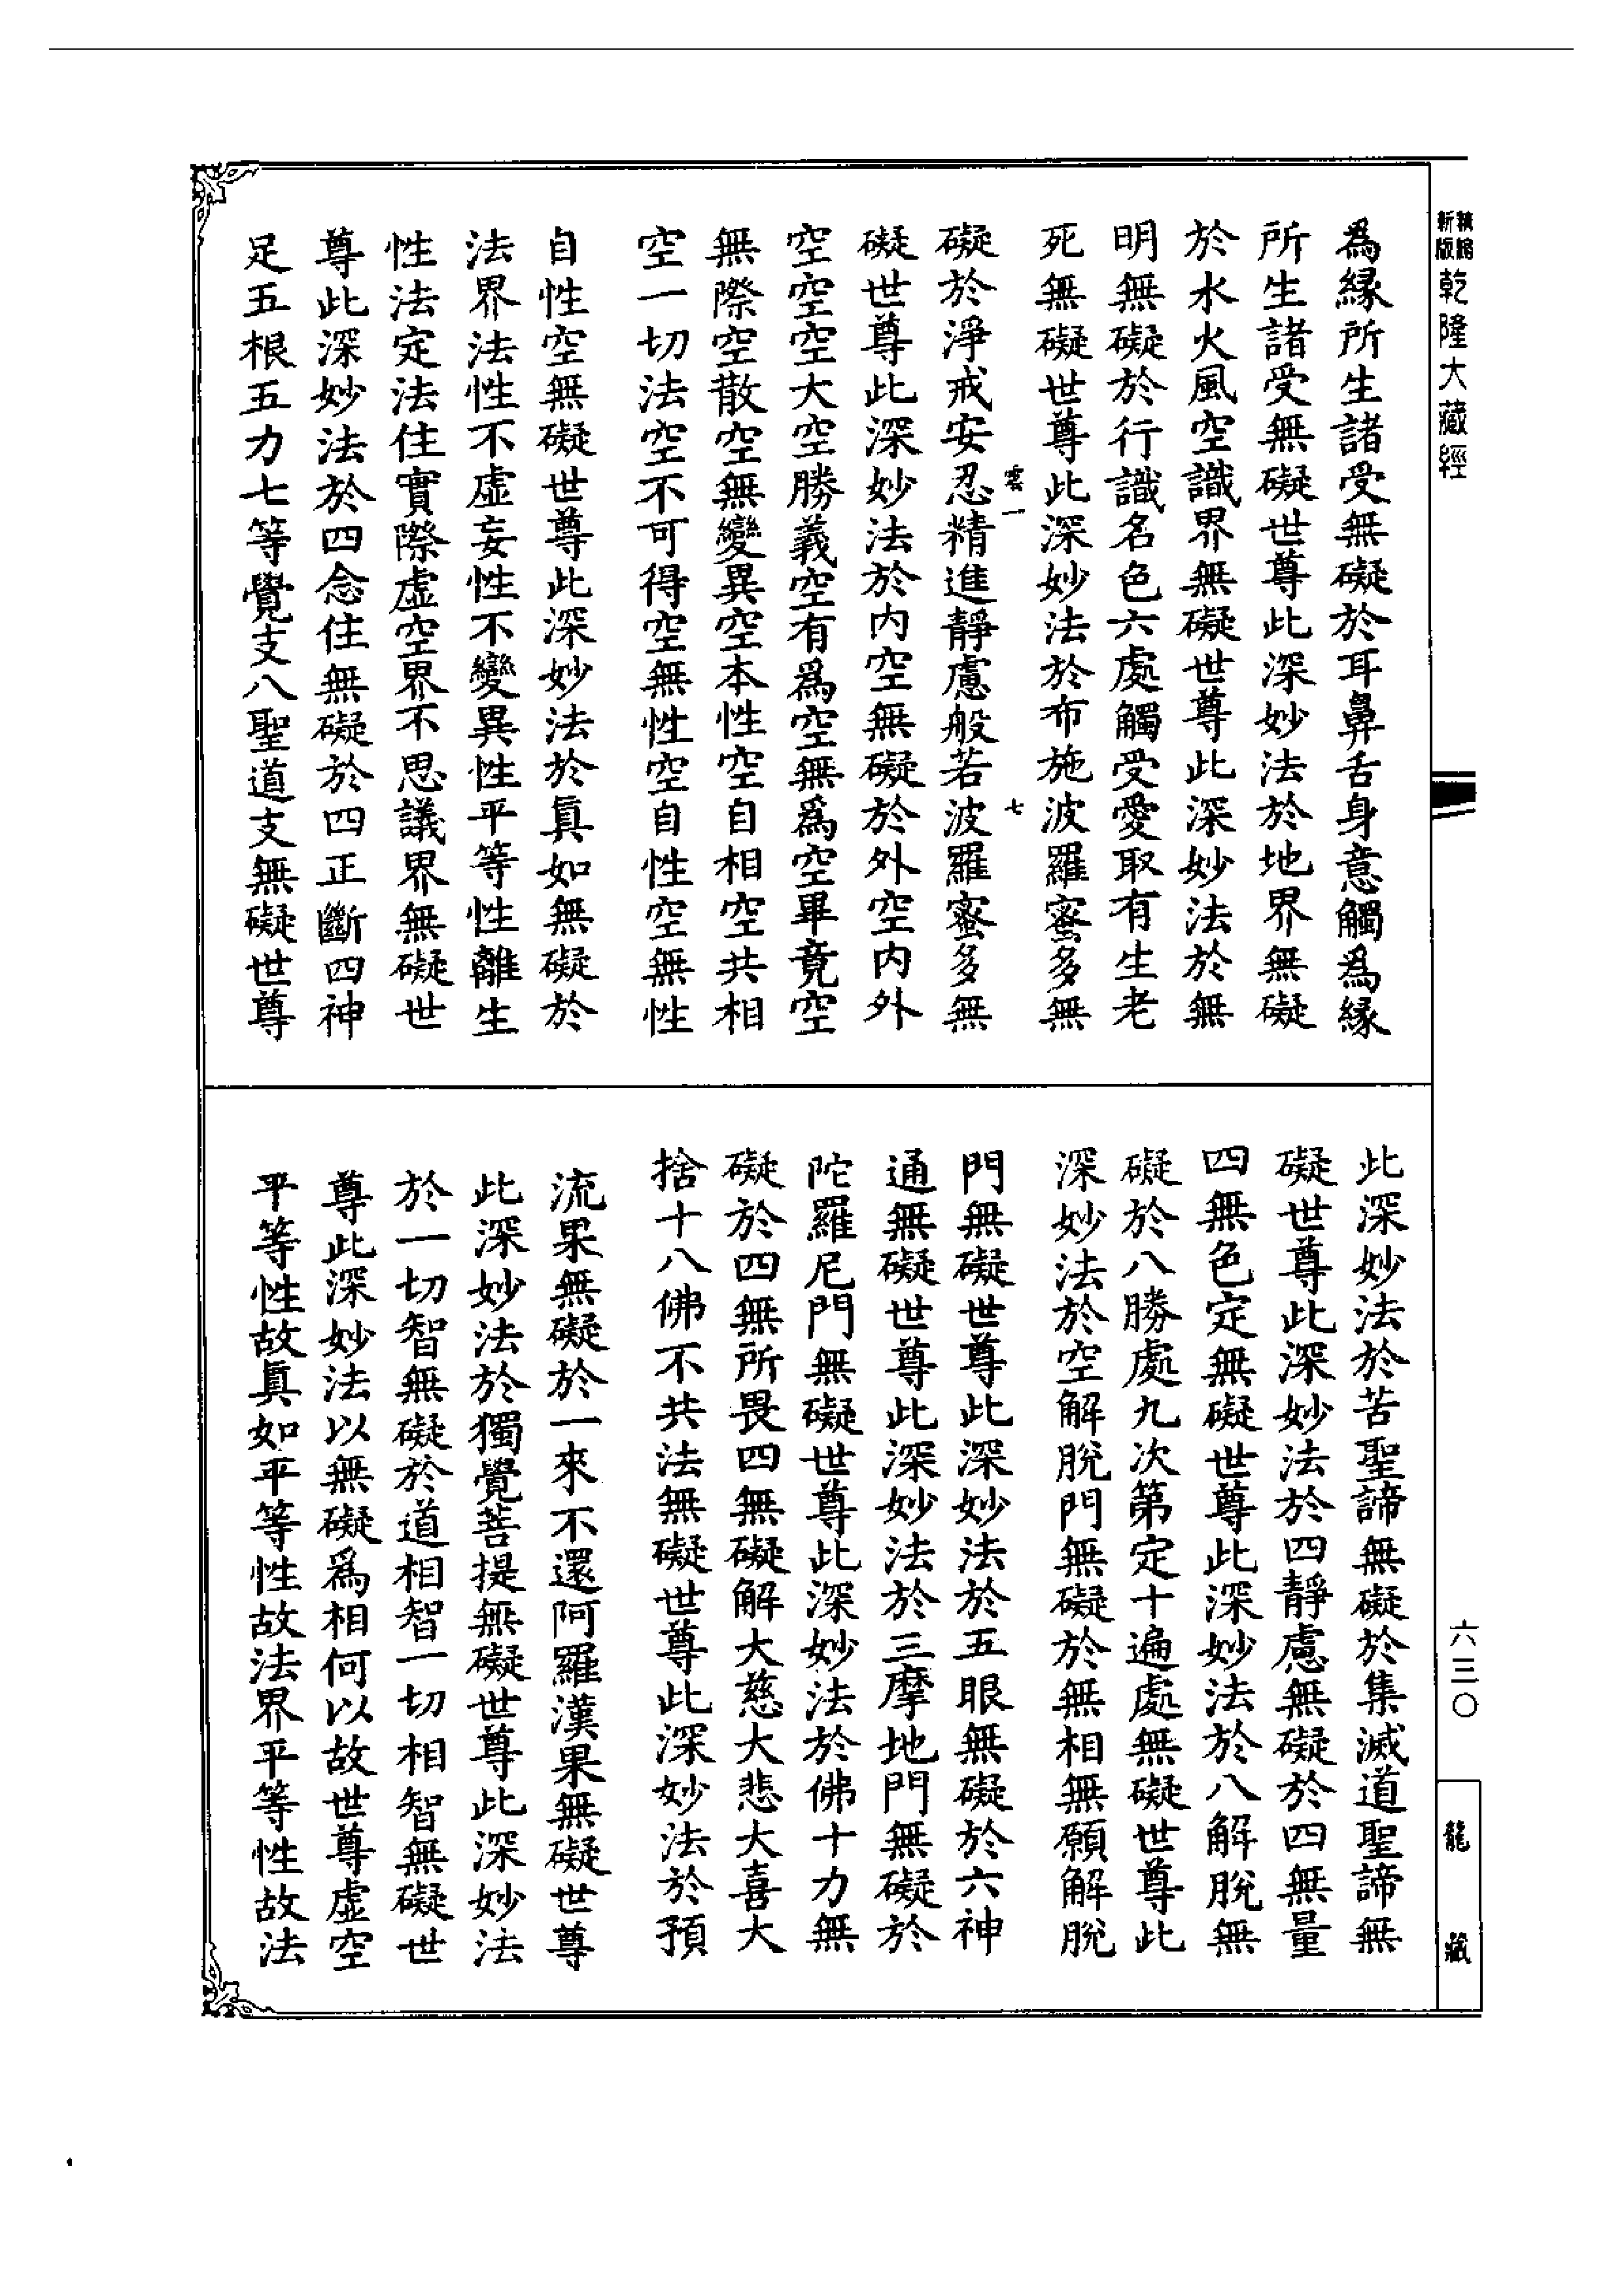 精縮
新版
乾隆大藏經
為緣所生諸受無礙於耳鼻舌身意觸為緣
所生諸受無礙世尊此深妙法於地界無礙
於水火風空識界無礙世尊此深妙法於無
明無礙於行識名色六處觸受愛取有生老
死無礙世尊此深妙法於布施波羅蜜多無
雲一 七
礙於淨戒安忍精進靜慮般若波羅蜜多無
礙世尊此深妙法於內空無礙於外空內外
空空空大空勝義空有為空無為空畢竟空
無際空散空無變異空本性空自相空共相
空一切法空不可得空無性空自性空無性
自性空無礙世尊此深妙法於真如無礙於
法界法性不虛妄性不變異性平等性離生
性法定法住實際虛空界不思議界無礙世
尊此深妙法於四念住無礙於四正斷四神
足五根五力七等覺支八聖道支無礙世尊
此深妙法於苦聖諦無礙於集滅道聖諦無
礙世尊此深妙法於四靜慮無礙於四無量
四無色定無礙世尊此深妙法於八解脫無
礙於八勝處九次第定十遍處無礙世尊此
深妙法於空解脫門無礙於無相無願解脫
門無礙世尊此深妙法於五眼無礙於六神
通無礙世尊此深妙法於三摩地門無礙於
陀羅尼門無礙世尊此深妙法於佛十力無
礙於四無所畏四無礙解大慈大悲大喜大
捨十八佛不共法無礙世尊此深妙法於預
流果無礙於一來不還阿羅漢果無礙世尊
此深妙法於獨覺菩提無礙世尊此深妙法
於一切智無礙於道相智一切相智無礙世
尊此深妙法以無礙為相何以故世尊虛空
平等性故真如平等性故法界平等性故法
六三〇
龍藏